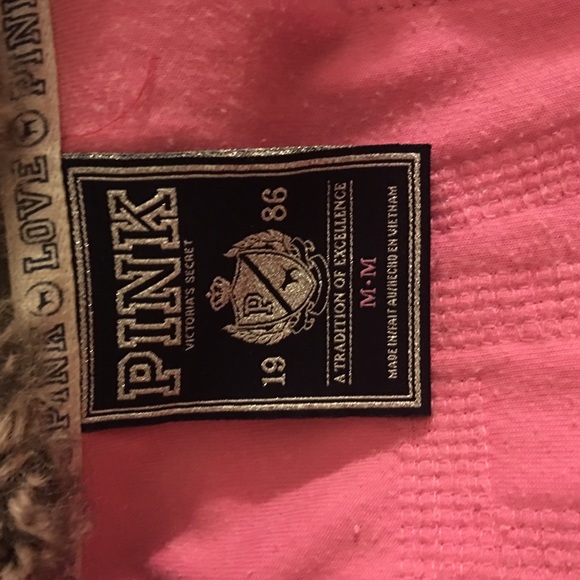 PINK
VICTORIA'S SECRET
19 86
P
A TRADITION OF EXCELLENCE
M•M
MADE IN/FAIT AU/HECHO EN VIETNAM
PINK LOVE PINK